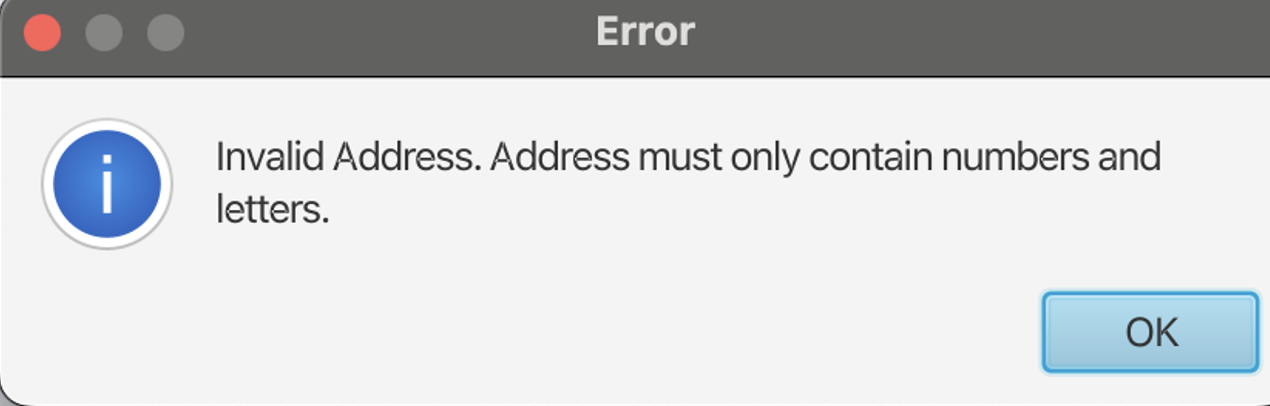 Error
Invalid Address. Address must only contain numbers and
letters.
OK